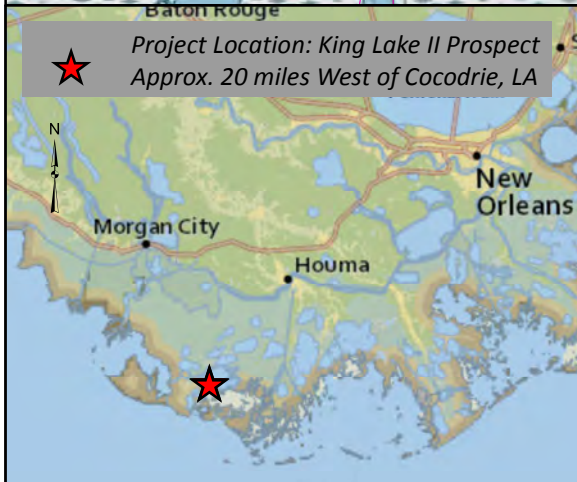 Baton Rouge
Project Location: King Lake II Prospect
Approx. 20 miles West of Cocodrie, LA
N
New
Orleans
Morgan City
Houma